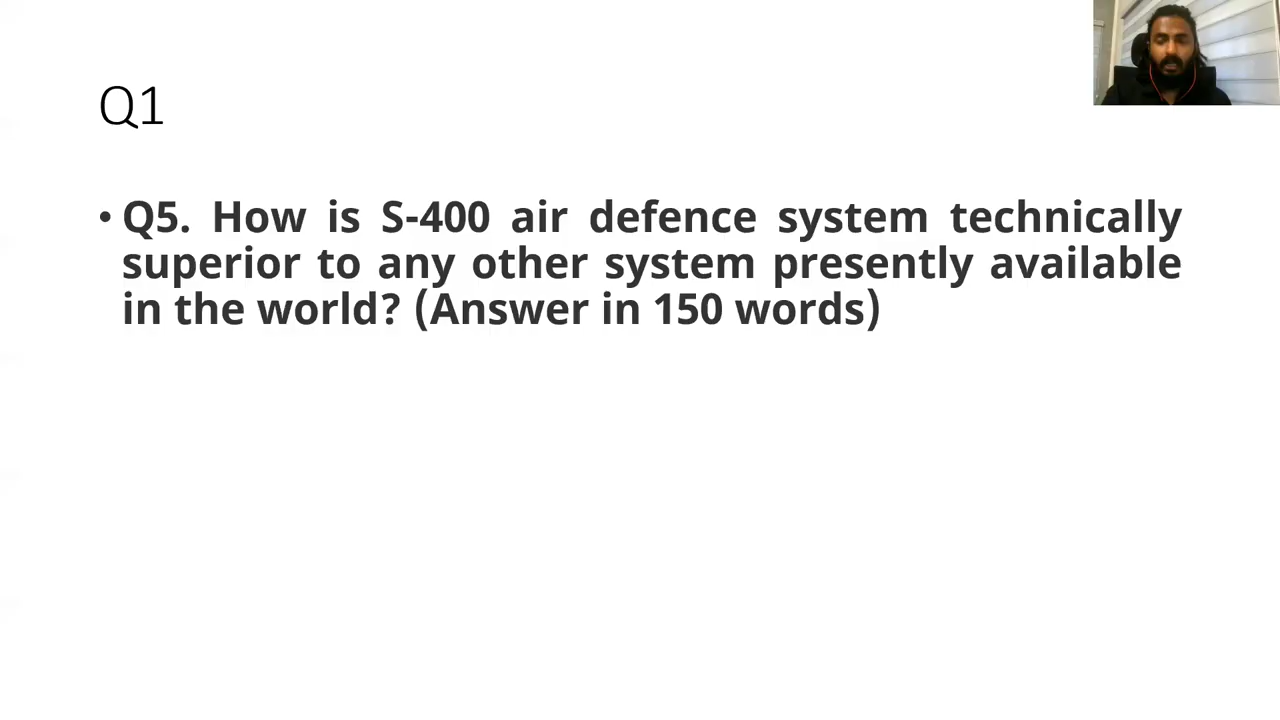 Q1
• Q5. How is S-400 air defence system technically
superior to any other system presently available
in the world? (Answer in 150 words)